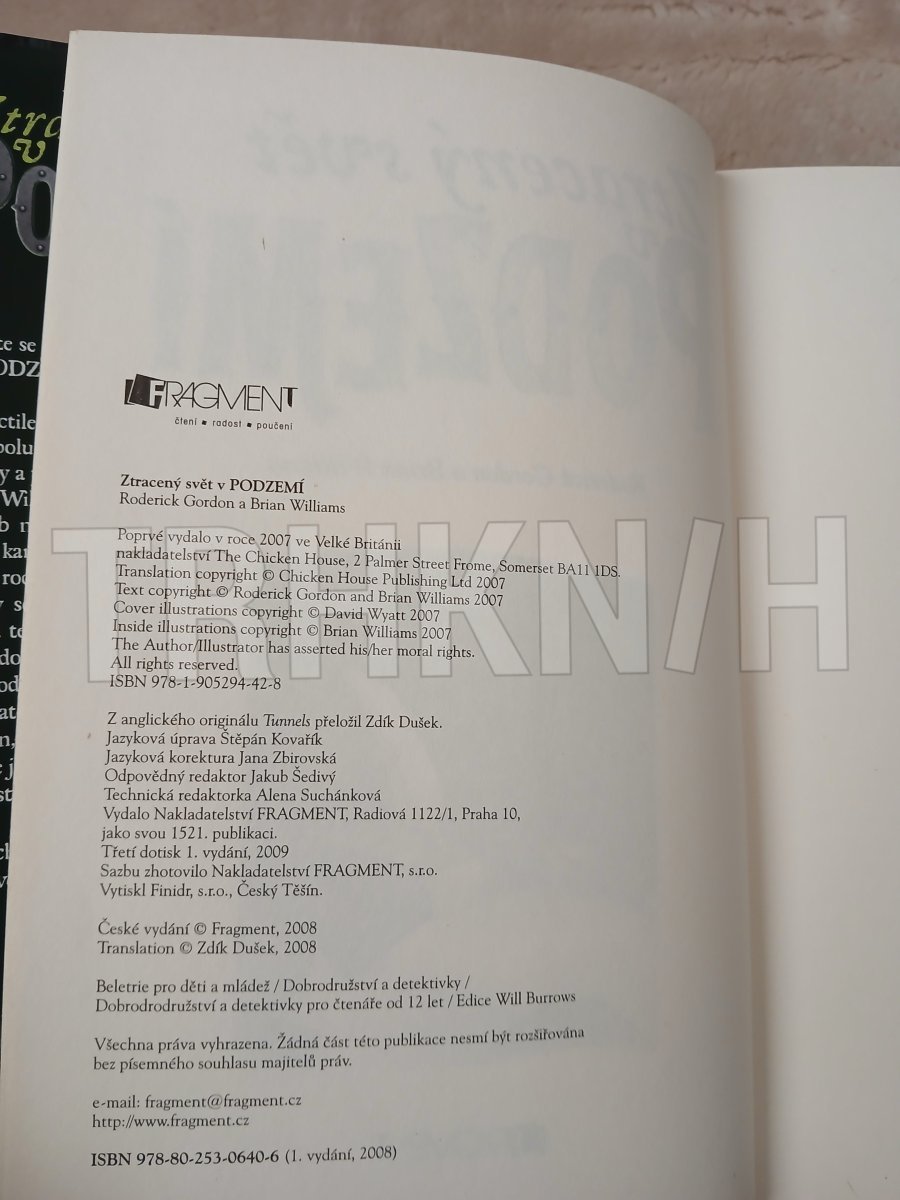 FRAGMENT
čtení ■ radost ■ poučení
Ztracený svět v PODZEMÍ
Roderick Gordon a Brian Williams
Poprvé vydalo v roce 2007 ve Velké Británii
nakladatelství The Chicken House, 2 Palmer Street Frome, Somerset BA11 1DS.
Translation copyright © Chicken House Publishing Ltd 2007
Text copyright © Roderick Gordon and Brian Williams 2007
Cover illustrations copyright © David Wyatt 2007
Inside illustrations copyright © Brian Williams 2007
The Author/Illustrator has asserted his/her moral rights.
All rights reserved.
ISBN 978-1-905294-42-8
Z anglického originálu Tunnels přeložil Zdík Dušek.
Jazyková úprava Štěpán Kovařík
Jazyková korektura Jana Zbirovská
Odpovědný redaktor Jakub Šedivý
Technická redaktorka Alena Suchánková
Vydalo Nakladatelství FRAGMENT, Radiová 1122/1, Praha 10,
jako svou 1521. publikaci.
Třetí dotisk 1. vydání, 2009
Sazbu zhotovilo Nakladatelství FRAGMENT, s.r.o.
Vytiskl Finidr, s.r.o., Český Těšín.
České vydání © Fragment, 2008
Translation © Zdík Dušek, 2008
Beletrie pro děti a mládež / Dobrodružství a detektivky /
Dobrodrodružství a detektivky pro čtenáře od 12 let / Edice Will Burrows
Všechna práva vyhrazena. Žádná část této publikace nesmí být rozšiřována
bez písemného souhlasu majitelů práv.
e-mail: fragment@fragment.cz
http://www.fragment.cz
ISBN 978-80-253-0640-6 (1. vydání, 2008)
TRHKN/H